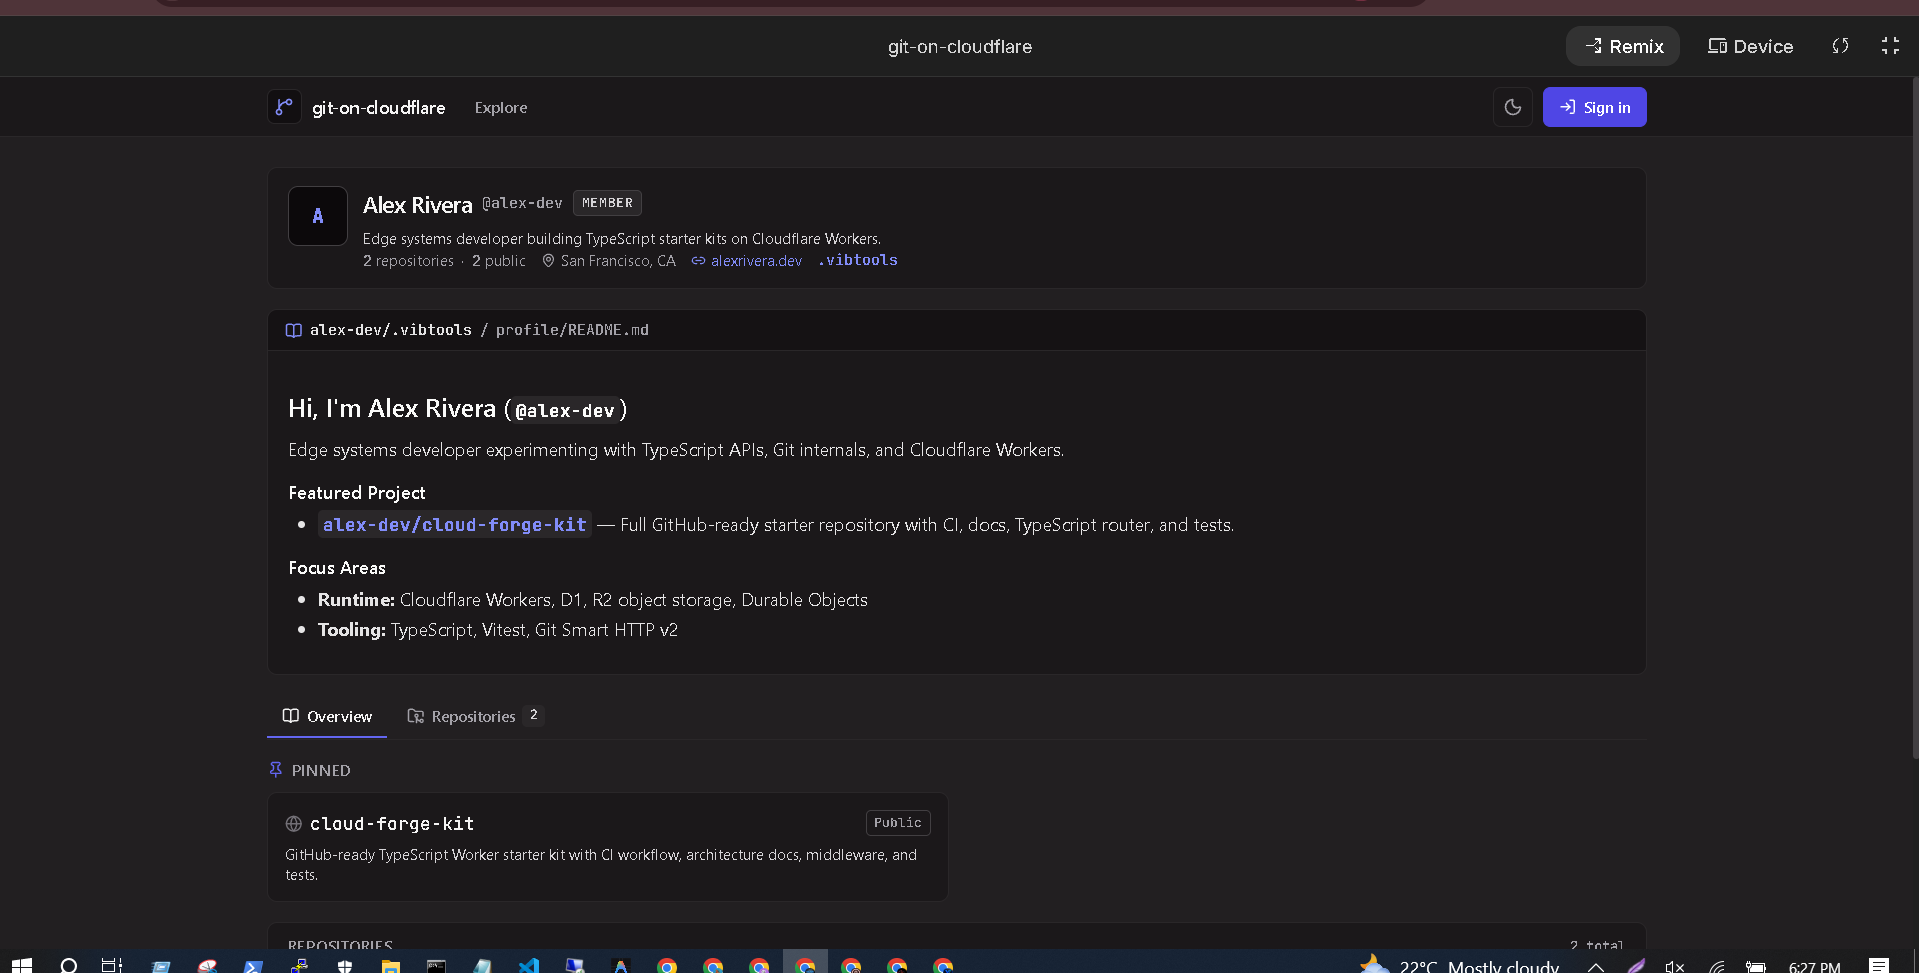 git-on-cloudflare
Remix
Device
git-on-cloudflare
Explore
Sign in
A
Alex Rivera @alex-dev MEMBER
Edge systems developer building TypeScript starter kits on Cloudflare Workers.
2 repositories · 2 public San Francisco, CA alexrivera.dev .vibtools
alex-dev/.vibtools / profile/README.md
Hi, I'm Alex Rivera (@alex-dev)
Edge systems developer experimenting with TypeScript APIs, Git internals, and Cloudflare Workers.
Featured Project
• alex-dev/cloud-forge-kit — Full GitHub-ready starter repository with CI, docs, TypeScript router, and tests.
Focus Areas
• Runtime: Cloudflare Workers, D1, R2 object storage, Durable Objects
• Tooling: TypeScript, Vitest, Git Smart HTTP v2
Overview
Repositories 2
PINNED
cloud-forge-kit
Public
GitHub-ready TypeScript Worker starter kit with CI workflow, architecture docs, middleware, and
tests.
REPOSITORIES
2 total
22°C Mostly cloudy
6:27 PM